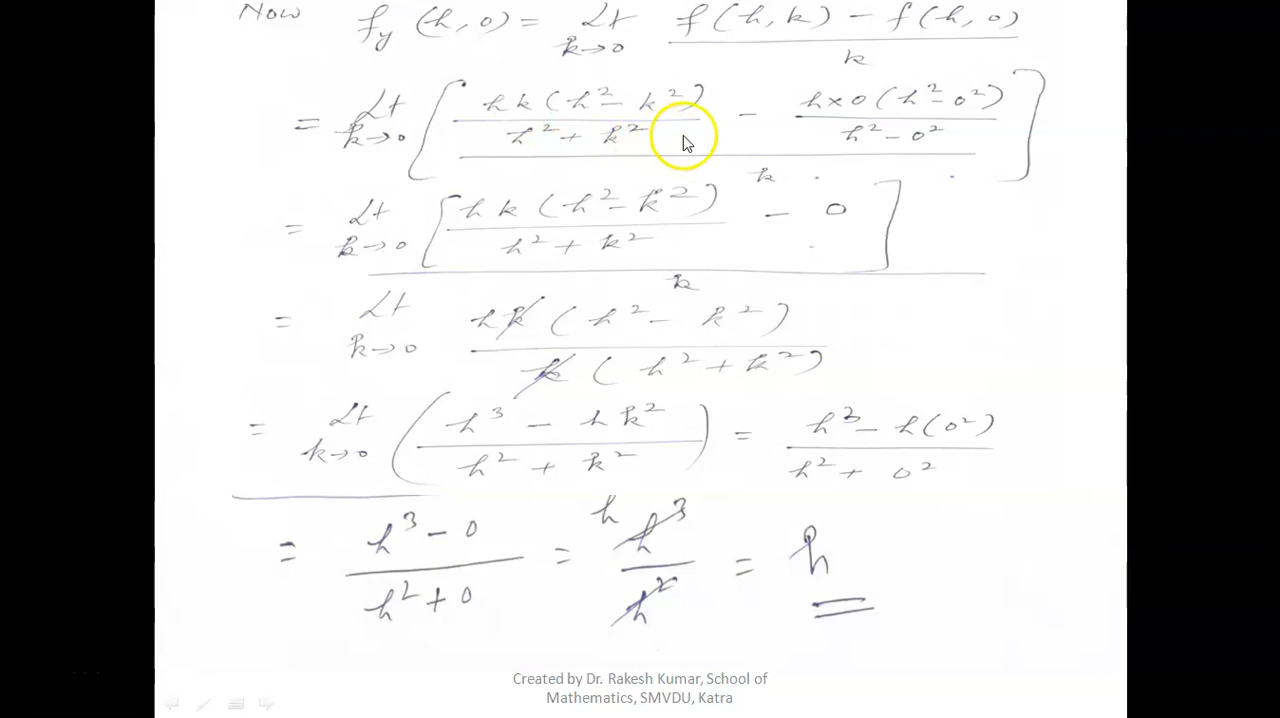 Now f_y (h, 0) = Lt k→0 f(h, k) − f(h, 0) / k
= Lt k→0 [ hk(h² − k²) / h² + k² − h×0(h² − 0²) / h² − 0² ] / k
= Lt k→0 [ hk(h² − k²) / h² + k² − 0 ] / k
= Lt k→0 hk(h² − k²) / k(h² + k²)
= Lt k→0 ( h³ − hk² / h² + k² ) = h³ − h(0²) / h² + 0²
= h³ − 0 / h² + 0 = h h³ / h² = h
Created by Dr. Rakesh Kumar, School of
Mathematics, SMVDU, Katra